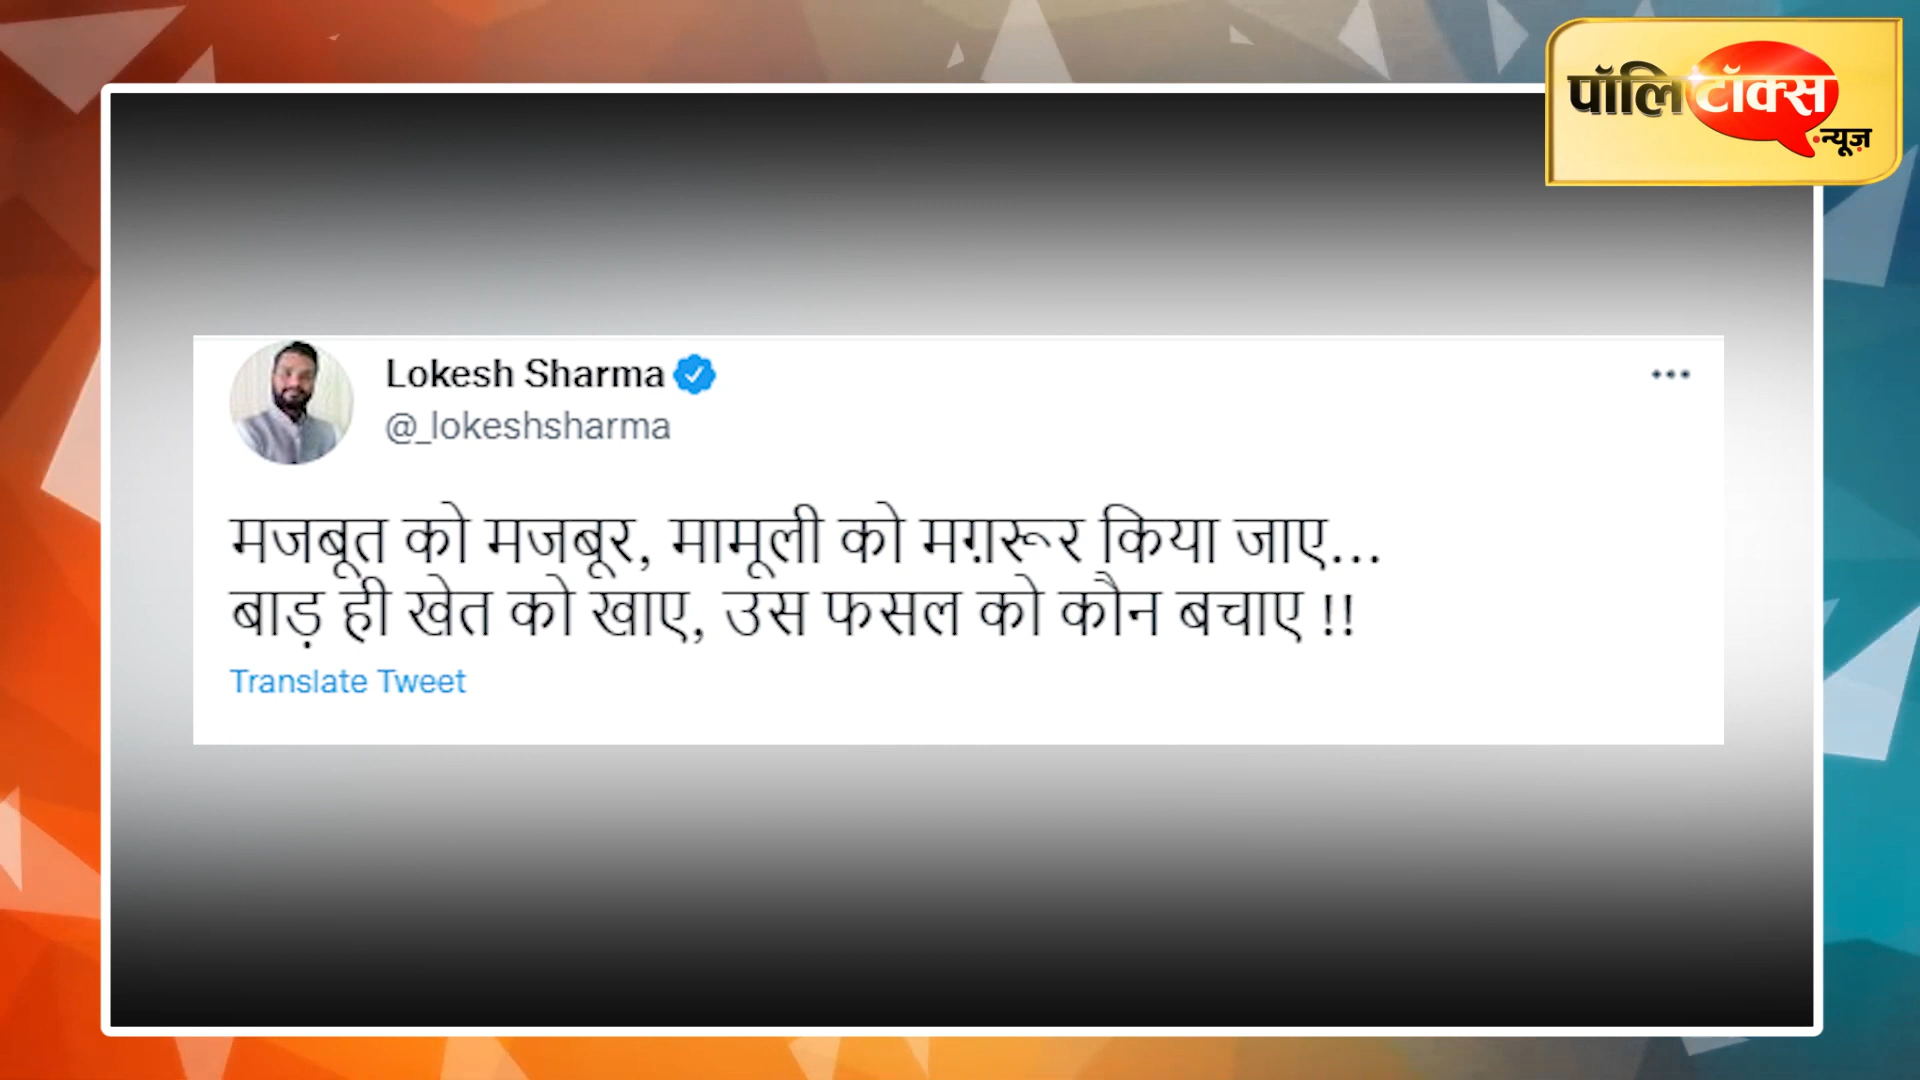 पॉलिटॉक्स
.न्यूज़
Lokesh Sharma
@_lokeshsharma
मजबूत को मजबूर, मामूली को मग़रूर किया जाए...
बाड़ ही खेत को खाए, उस फसल को कौन बचाए !!
Translate Tweet